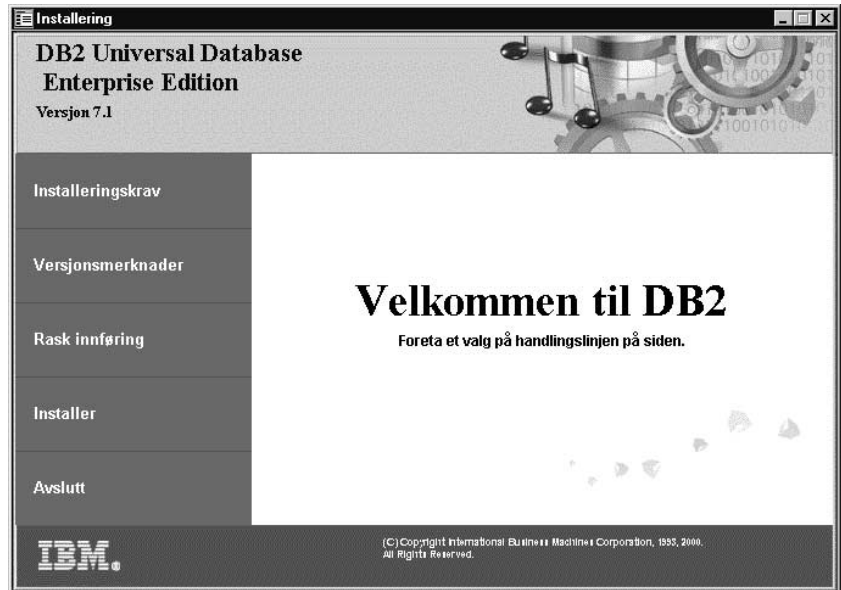 Installering
DB2 Universal Database
Enterprise Edition
Versjon 7.1
Installeringskrav
Versjonsmerknader
Rask innføring
Installer
Avslutt
Velkommen til DB2
Foreta et valg på handlingslinjen på siden.
IBM®
(C) Copyright International Business Machines Corporation, 1993, 2000.
All Rights Reserved.